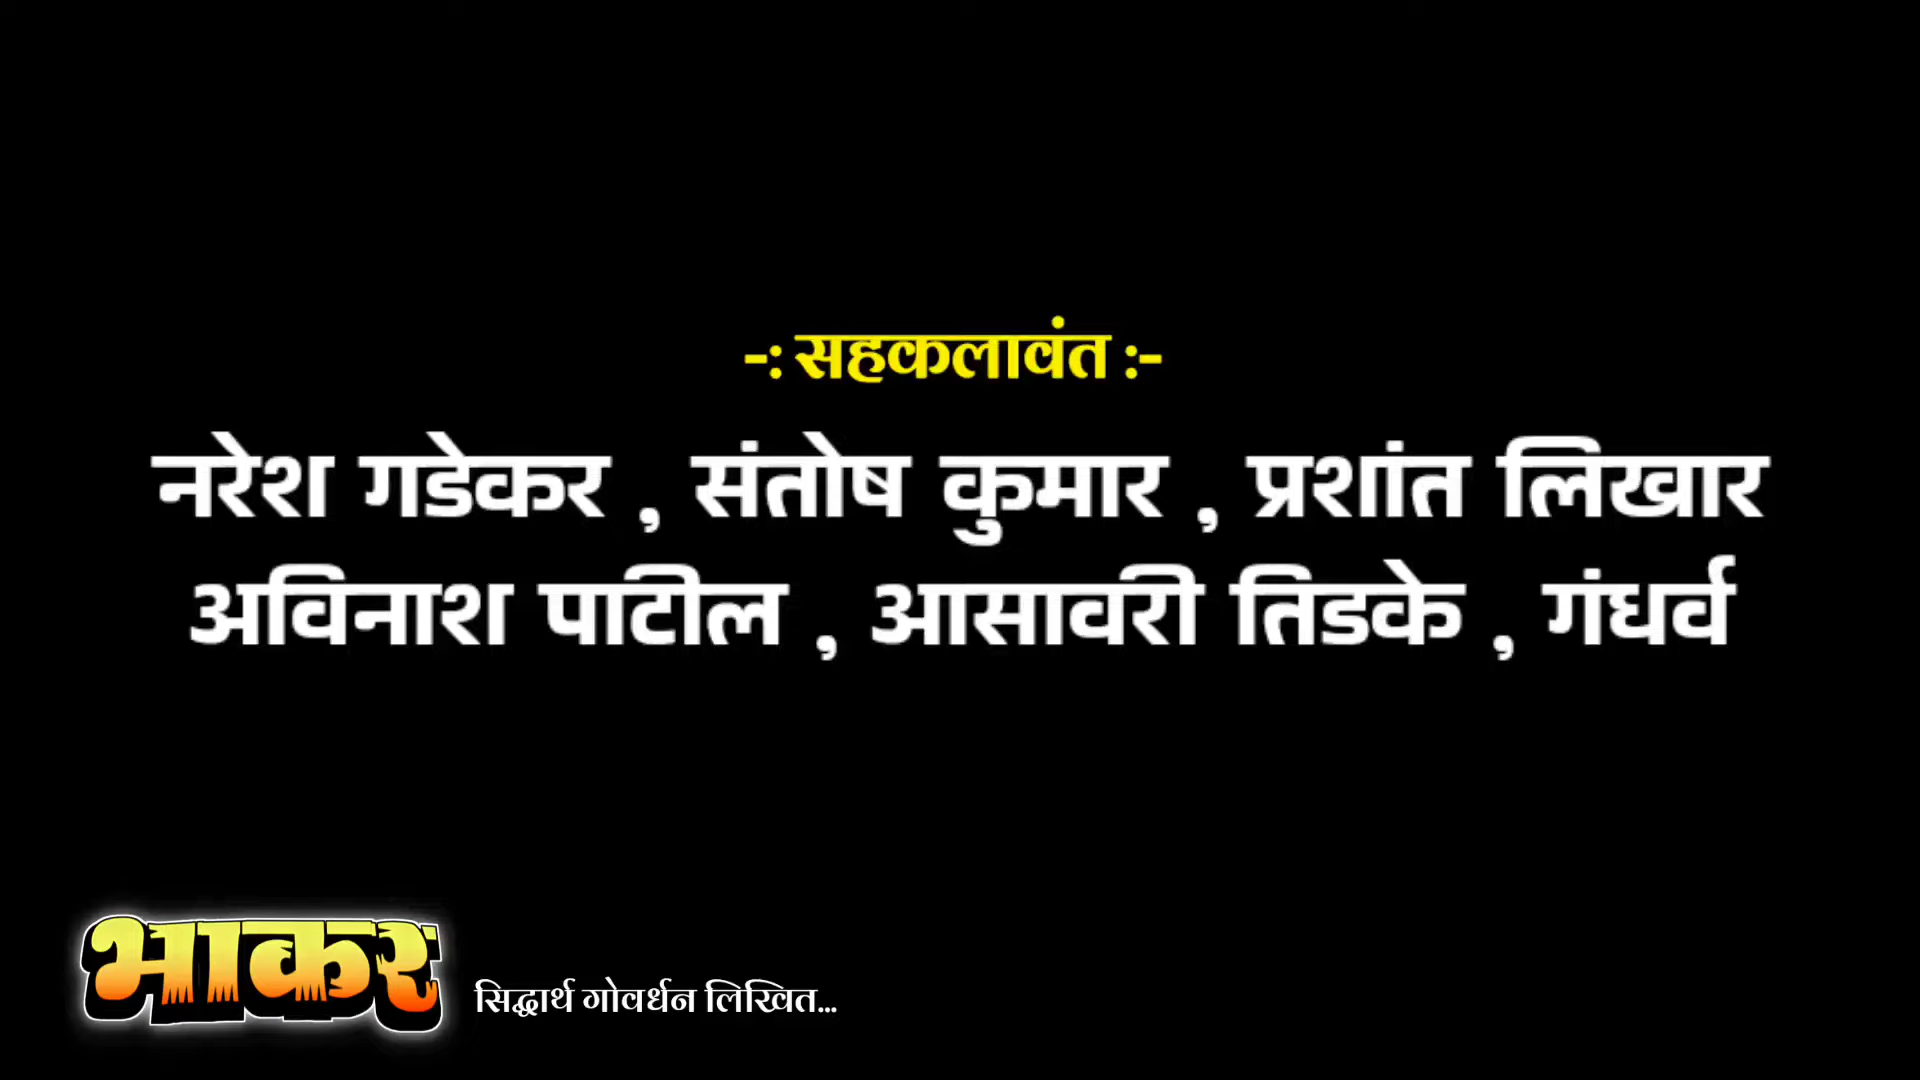 -: सहकलावंत :-
नरेश गडेकर , संतोष कुमार , प्रशांत लिखार
अविनाश पाटील , आसावरी तिडके , गंधर्व
भाकर
सिद्धार्थ गोवर्धन लिखित...